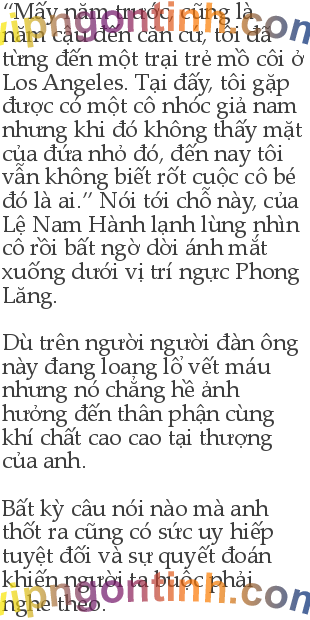 “Mấy năm trước, cũng là
năm cậu đến căn cứ, tôi đã
từng đến một trại trẻ mồ côi ở
Los Angeles. Tại đấy, tôi gặp
được có một cô nhóc giả nam
nhưng khi đó không thấy mặt
của đứa nhỏ đó, đến nay tôi
vẫn không biết rốt cuộc cô bé
đó là ai.” Nói tới chỗ này, của
Lệ Nam Hành lạnh lùng nhìn
cô rồi bất ngờ dời ánh mắt
xuống dưới vị trí ngực Phong
Lăng.
Dù trên người người đàn ông
này đang loang lổ vết máu
nhưng nó chẳng hề ảnh
hưởng đến thân phận cùng
khí chất cao cao tại thượng
của anh.
Bất kỳ câu nói nào mà anh
thốt ra cũng có sức uy hiếp
tuyệt đối và sự quyết đoán
khiến người ta buộc phải
nghe theo.
vipngontinh.com
vipngontinh.com